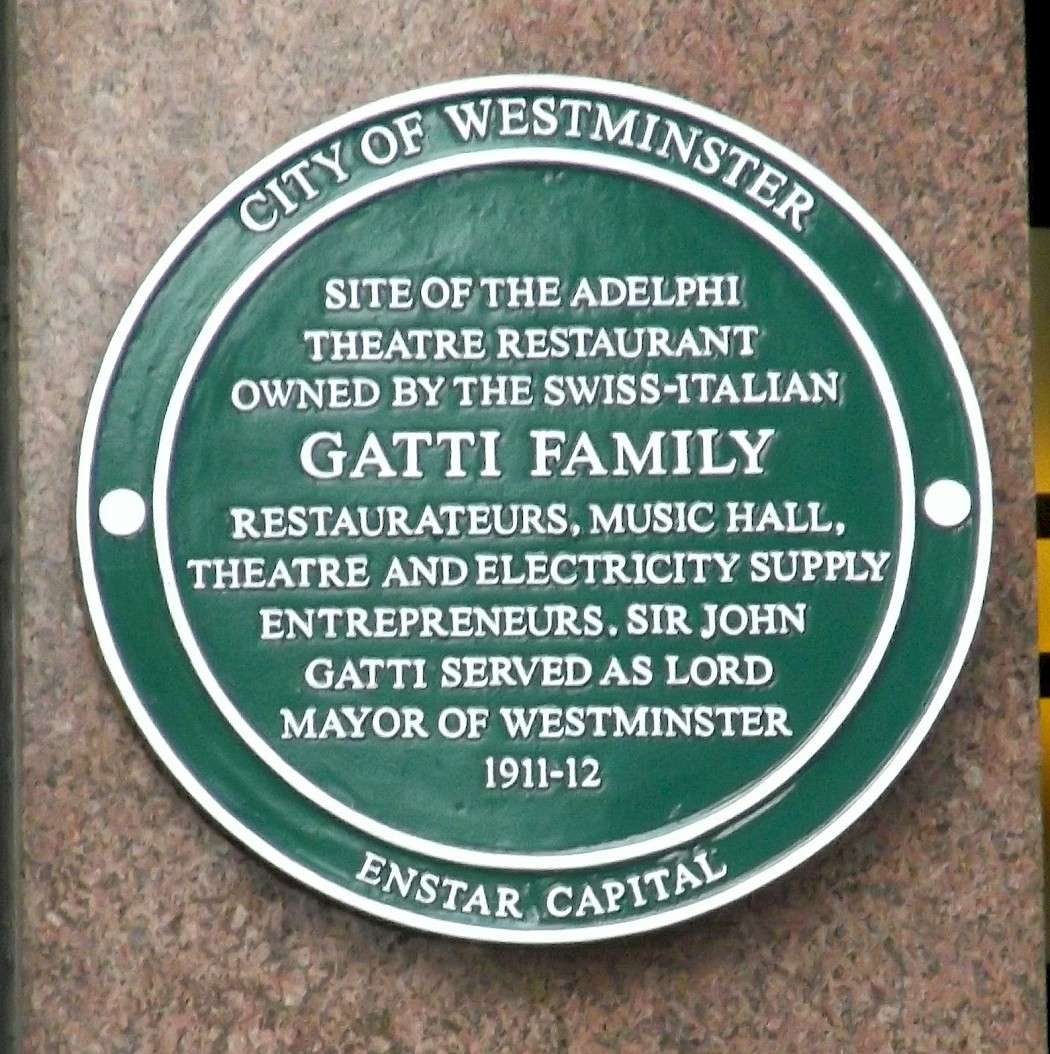 CITY OF WESTMINSTER
SITE OF THE ADELPHI
THEATRE RESTAURANT
OWNED BY THE SWISS-ITALIAN
GATTI FAMILY
RESTAURATEURS, MUSIC HALL,
THEATRE AND ELECTRICITY SUPPLY
ENTREPRENEURS. SIR JOHN
GATTI SERVED AS LORD
MAYOR OF WESTMINSTER
1911-12
ENSTAR CAPITAL